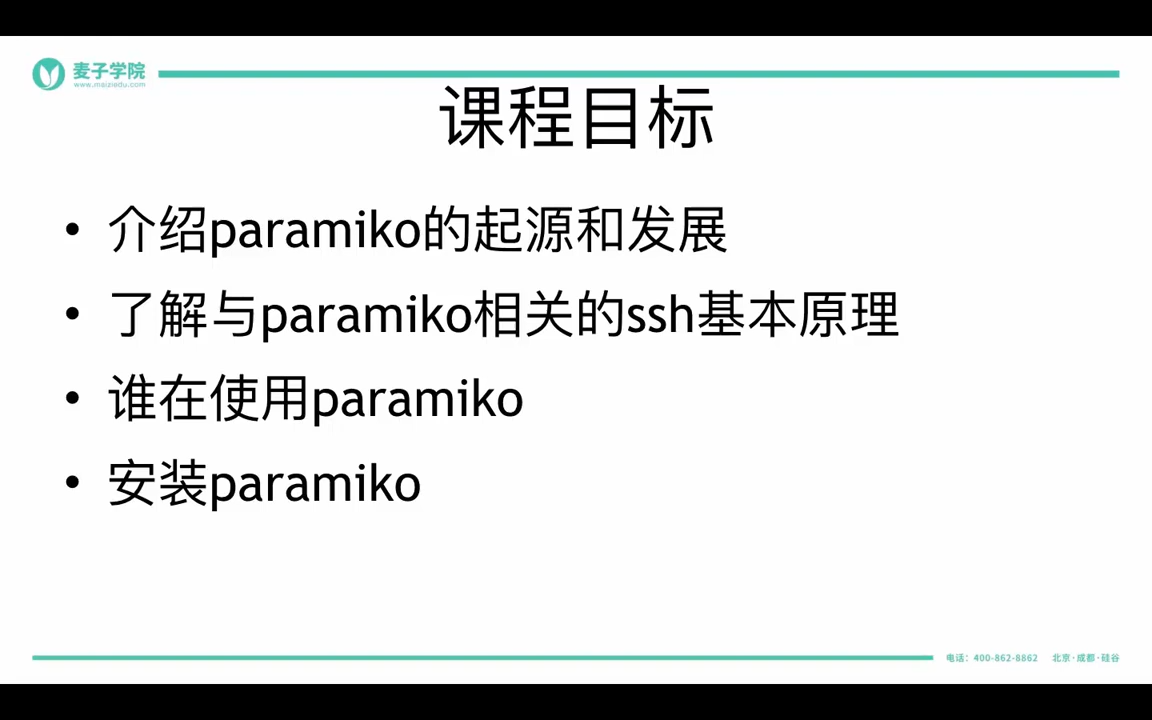 麦子学院
www.maiziedu.com
课程目标
• 介绍paramiko的起源和发展
• 了解与paramiko相关的ssh基本原理
• 谁在使用paramiko
• 安装paramiko
电话：400-862-8862 北京·成都·硅谷